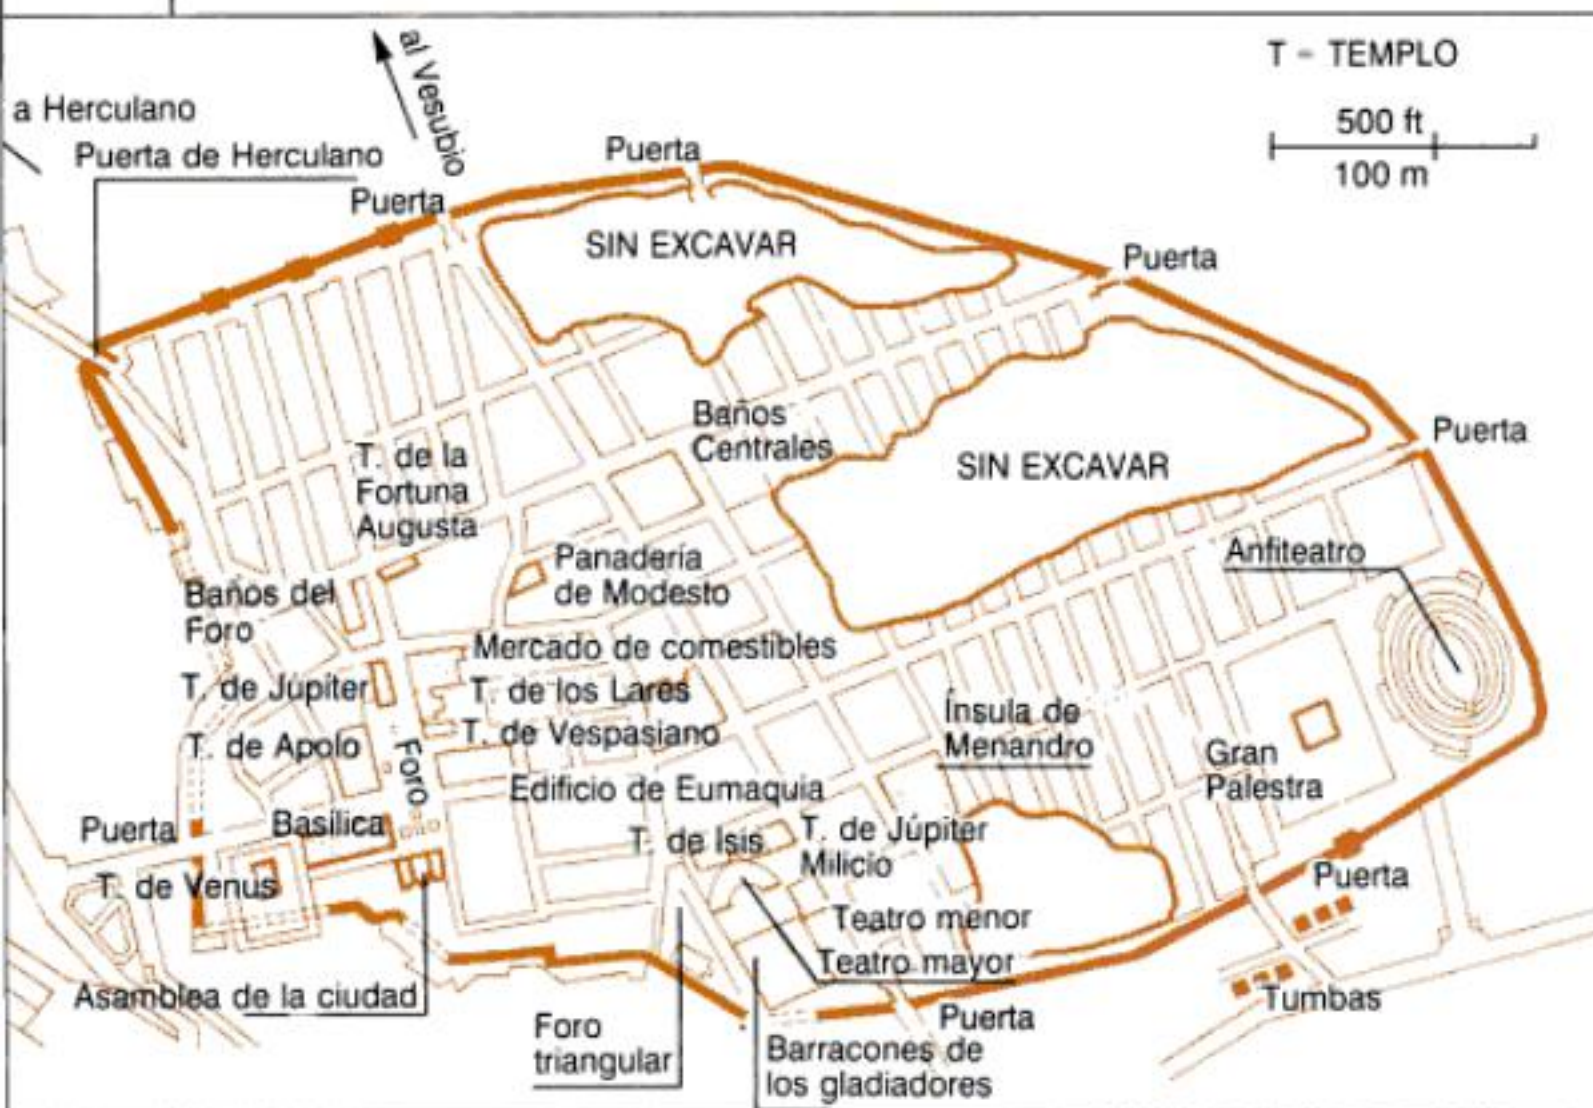 T - TEMPLO
500 ft
100 m
al Vesubio
a Herculano
Puerta de Herculano
Puerta
Puerta
SIN EXCAVAR
Puerta
Puerta
Baños
Centrales
SIN EXCAVAR
T. de la
Fortuna
Augusta
Anfiteatro
Panadería
de Modesto
Baños del
Foro
Mercado de comestibles
T. de Júpiter
T. de los Lares
T. de Vespasiano
T. de Apolo
Foro
Ínsula de
Menandro
Gran
Palestra
Edificio de Eumaquia
Puerta
Basílica
T. de Isis
T. de Júpiter
Milicio
T. de Venus
Puerta
Teatro menor
Teatro mayor
Asamblea de la ciudad
Tumbas
Foro
triangular
Puerta
Barracones de
los gladiadores